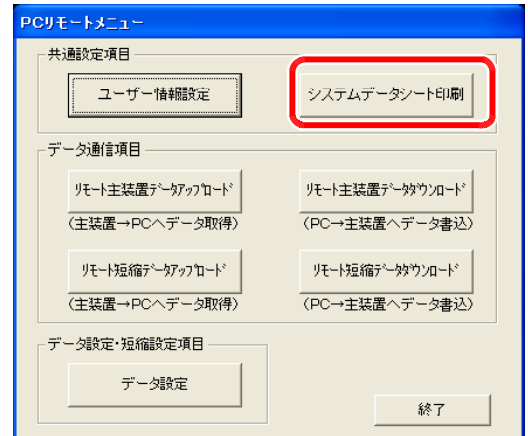 PCリモートメニュー
共通設定項目
ユーザー情報設定
システムデータシート印刷
データ通信項目
ﾘﾓｰﾄ主装置ﾃﾞｰﾀｱｯﾌﾟﾛｰﾄﾞ
ﾘﾓｰﾄ主装置ﾃﾞｰﾀﾀﾞｳﾝﾛｰﾄﾞ
(主装置→PCへデータ取得)
(PC→主装置へデータ書込)
ﾘﾓｰﾄ短縮ﾃﾞｰﾀｱｯﾌﾟﾛｰﾄﾞ
ﾘﾓｰﾄ短縮ﾃﾞｰﾀﾀﾞｳﾝﾛｰﾄﾞ
(主装置→PCへデータ取得)
(PC→主装置へデータ書込)
データ設定・短縮設定項目
データ設定
終了